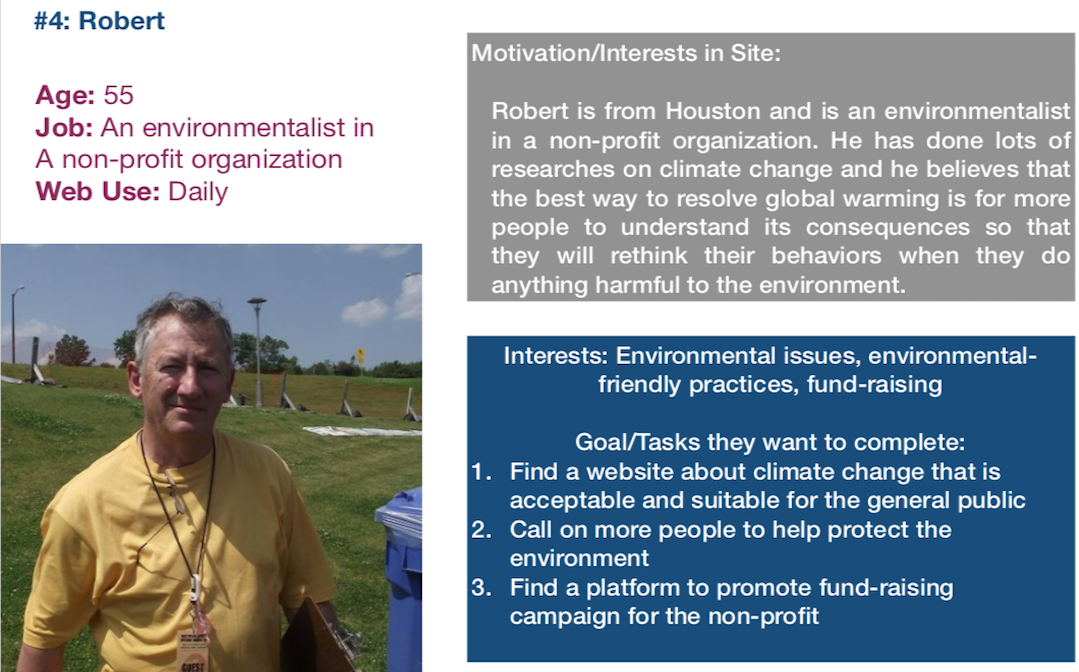 #4: Robert
Age: 55
Job: An environmentalist in
A non-profit organization
Web Use: Daily
Motivation/Interests in Site:
Robert is from Houston and is an environmentalist
in a non-profit organization. He has done lots of
researches on climate change and he believes that
the best way to resolve global warming is for more
people to understand its consequences so that
they will rethink their behaviors when they do
anything harmful to the environment.
Interests: Environmental issues, environmental-
friendly practices, fund-raising
Goal/Tasks they want to complete:
1. Find a website about climate change that is
acceptable and suitable for the general public
2. Call on more people to help protect the
environment
3. Find a platform to promote fund-raising
campaign for the non-profit
GUEST